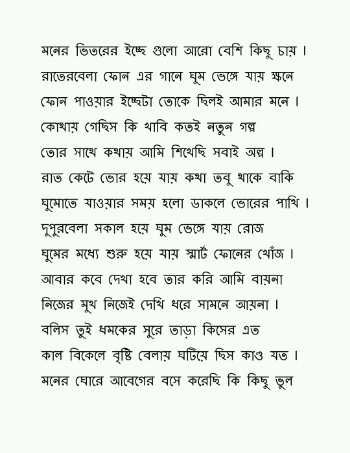 মনের ভিতরের ইচ্ছে গুলো আরো বেশি কিছু চায় ।
রাতেরবেলা ফোন এর গানে ঘুম ভেঙ্গে যায় ক্ষনে
ফোন পাওয়ার ইচ্ছেটা তোকে ছিলই আমার মনে ।
কোথায় গেছিস কি খাবি কতই নতুন গল্প
তোর সাথে কথায় আমি শিখেছি সবাই অল্প ।
রাত কেটে ভোর হয়ে যায় কথা তবু থাকে বাকি
ঘুমোতে যাওয়ার সময় হলো ডাকলে ভোরের পাখি ।
দুপুরবেলা সকাল হয়ে ঘুম ভেঙ্গে যায় রোজ
ঘুমের মধ্যে শুরু হয়ে যায় স্মার্ট ফোনের খোঁজ ।
আবার কবে দেখা হবে তার করি আমি বায়না
নিজের মুখ নিজেই দেখি ধরে সামনে আয়না ।
বলিস তুই ধমকের সুরে তাড়া কিসের এত
কাল বিকেলে বৃষ্টি বেলায় ঘটিয়ে ছিস কাণ্ড যত ।
মনের ঘোরে আবেগের বসে করেছি কি কিছু ভুল